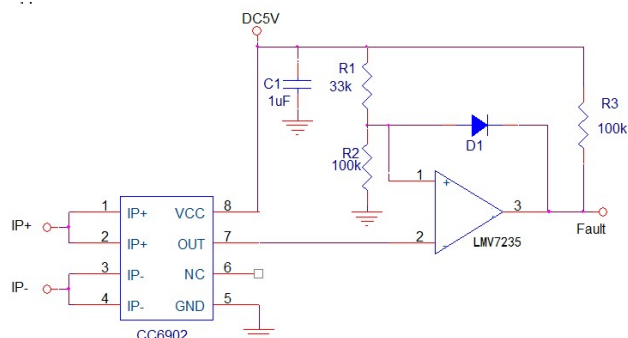 DC5V
C1
1uF
R1
33k
R3
100k
D1
R2
100k
1
+
3
Fault
LMV7235
2
-
IP+
1 IP+ VCC 8
2 IP+ OUT 7
IP-
3 IP- NC 6
4 IP- GND 5
CC6902